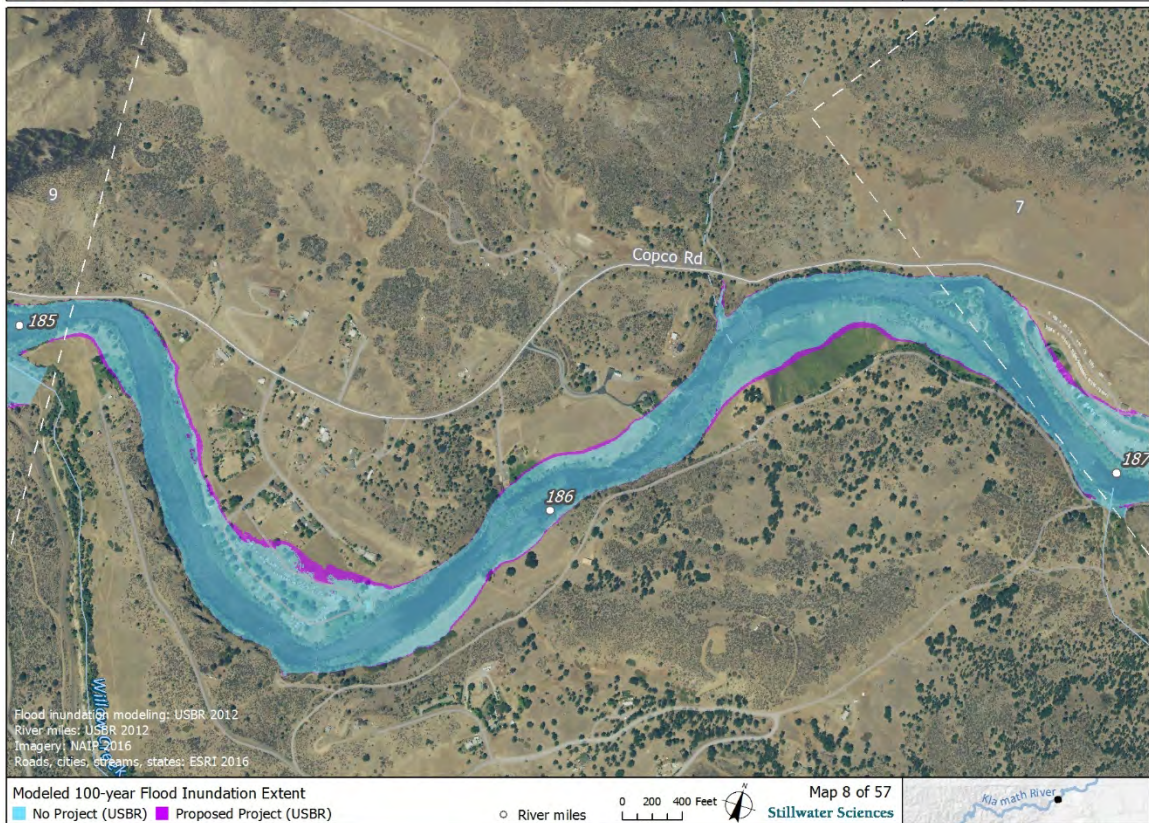 9
7
Copco Rd
185
186
187
Willow Creek
Flood inundation modeling: USBR 2012
River miles: USBR 2012
Imagery: NAIP 2016
Roads, cities, streams, states: ESRI 2016
Modeled 100-year Flood Inundation Extent
No Project (USBR) Proposed Project (USBR)
River miles
0 200 400 Feet
N
Map 8 of 57
Stillwater Sciences
Klamath River